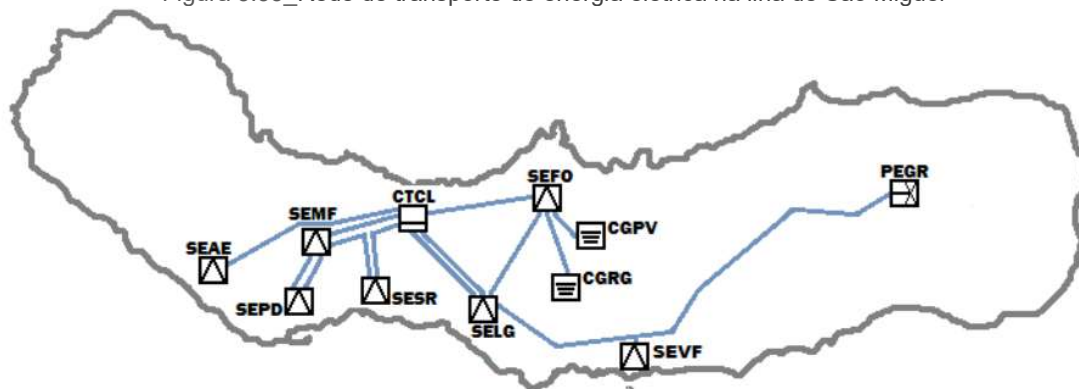 Figura 3.33_Rede de transporte de energia elétrica na Ilha de São Miguel
SEFO
PEGR
CTCL
SEMF
CGPV
SEAE
CGRG
SEPD
SESR
SELG
SEVF